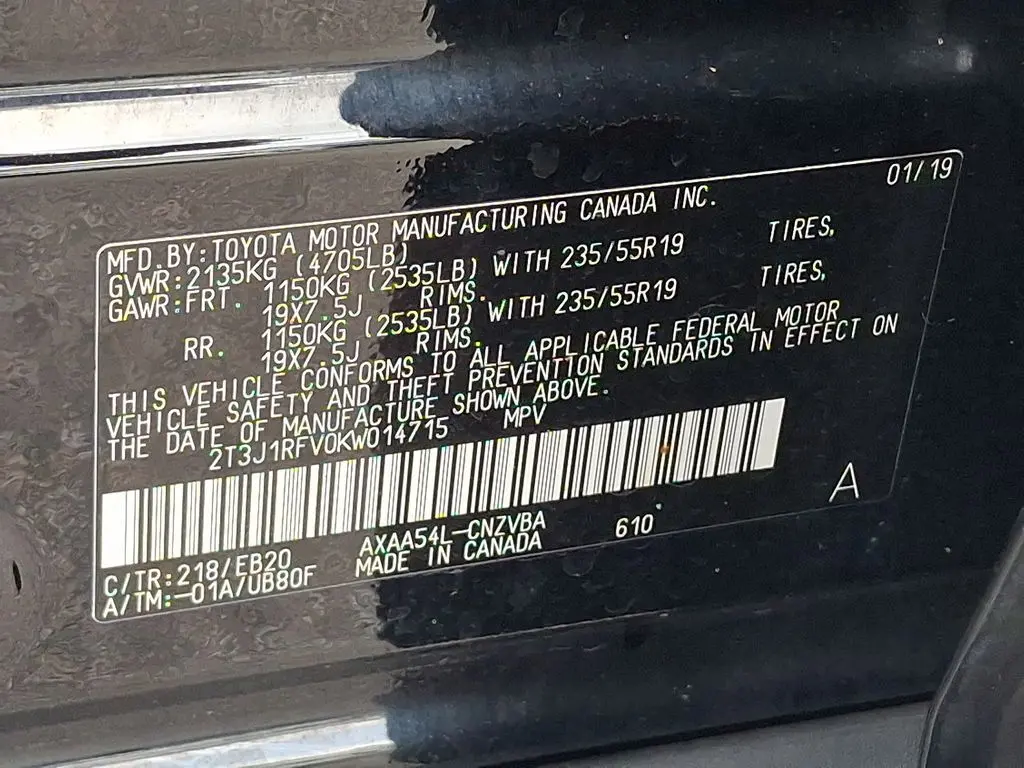 01/19
MFD.BY:TOYOTA MOTOR MANUFACTURING CANADA INC.
GVWR:2135KG (4705LB)
GAWR:FRT. 1150KG (2535LB) WITH 235/55R19 TIRES,
19X7.5J RIMS.
RR. 1150KG (2535LB) WITH 235/55R19 TIRES,
19X7.5J RIMS.
THIS VEHICLE CONFORMS TO ALL APPLICABLE FEDERAL MOTOR
VEHICLE SAFETY AND THEFT PREVENTION STANDARDS IN EFFECT ON
THE DATE OF MANUFACTURE SHOWN ABOVE.
2T3J1RFV0KW014715 MPV
A
C/TR:218/EB20 AXAA54L-CNZVBA 610
A/TM:-01A/UB80F MADE IN CANADA